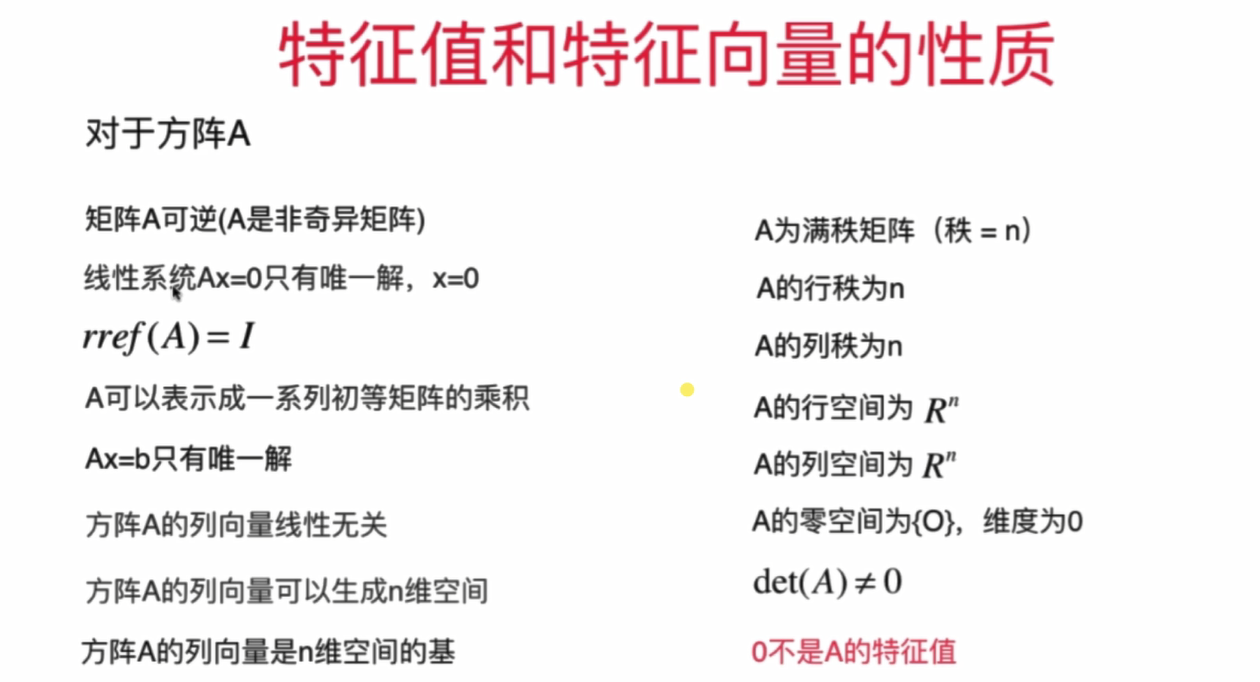 特征值和特征向量的性质
对于方阵A
矩阵A可逆(A是非奇异矩阵)
线性系统Ax=0只有唯一解，x=0
rref(A) = I
A可以表示成一系列初等矩阵的乘积
Ax=b只有唯一解
方阵A的列向量线性无关
方阵A的列向量可以生成n维空间
方阵A的列向量是n维空间的基
A为满秩矩阵（秩 = n）
A的行秩为n
A的列秩为n
A的行空间为 Rⁿ
A的列空间为 Rⁿ
A的零空间为{O}，维度为0
det(A) ≠ 0
0不是A的特征值